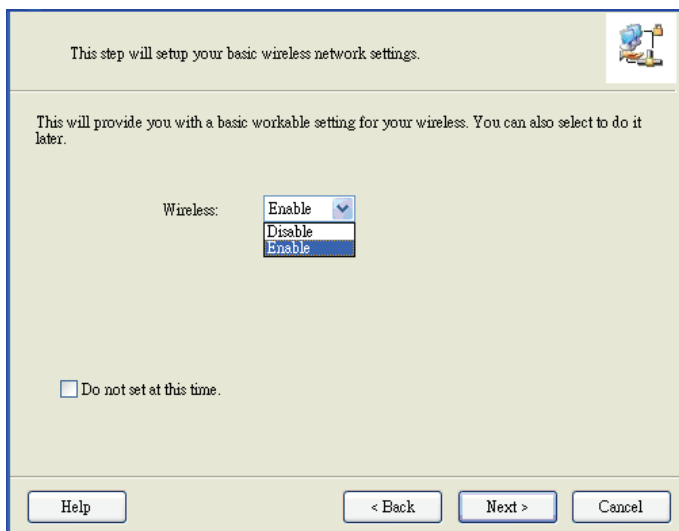 This step will setup your basic wireless network settings.
This will provide you with a basic workable setting for your wireless. You can also select to do it
later.
Wireless:
Enable
Disable
Enable
Do not set at this time.
Help
< Back
Next >
Cancel